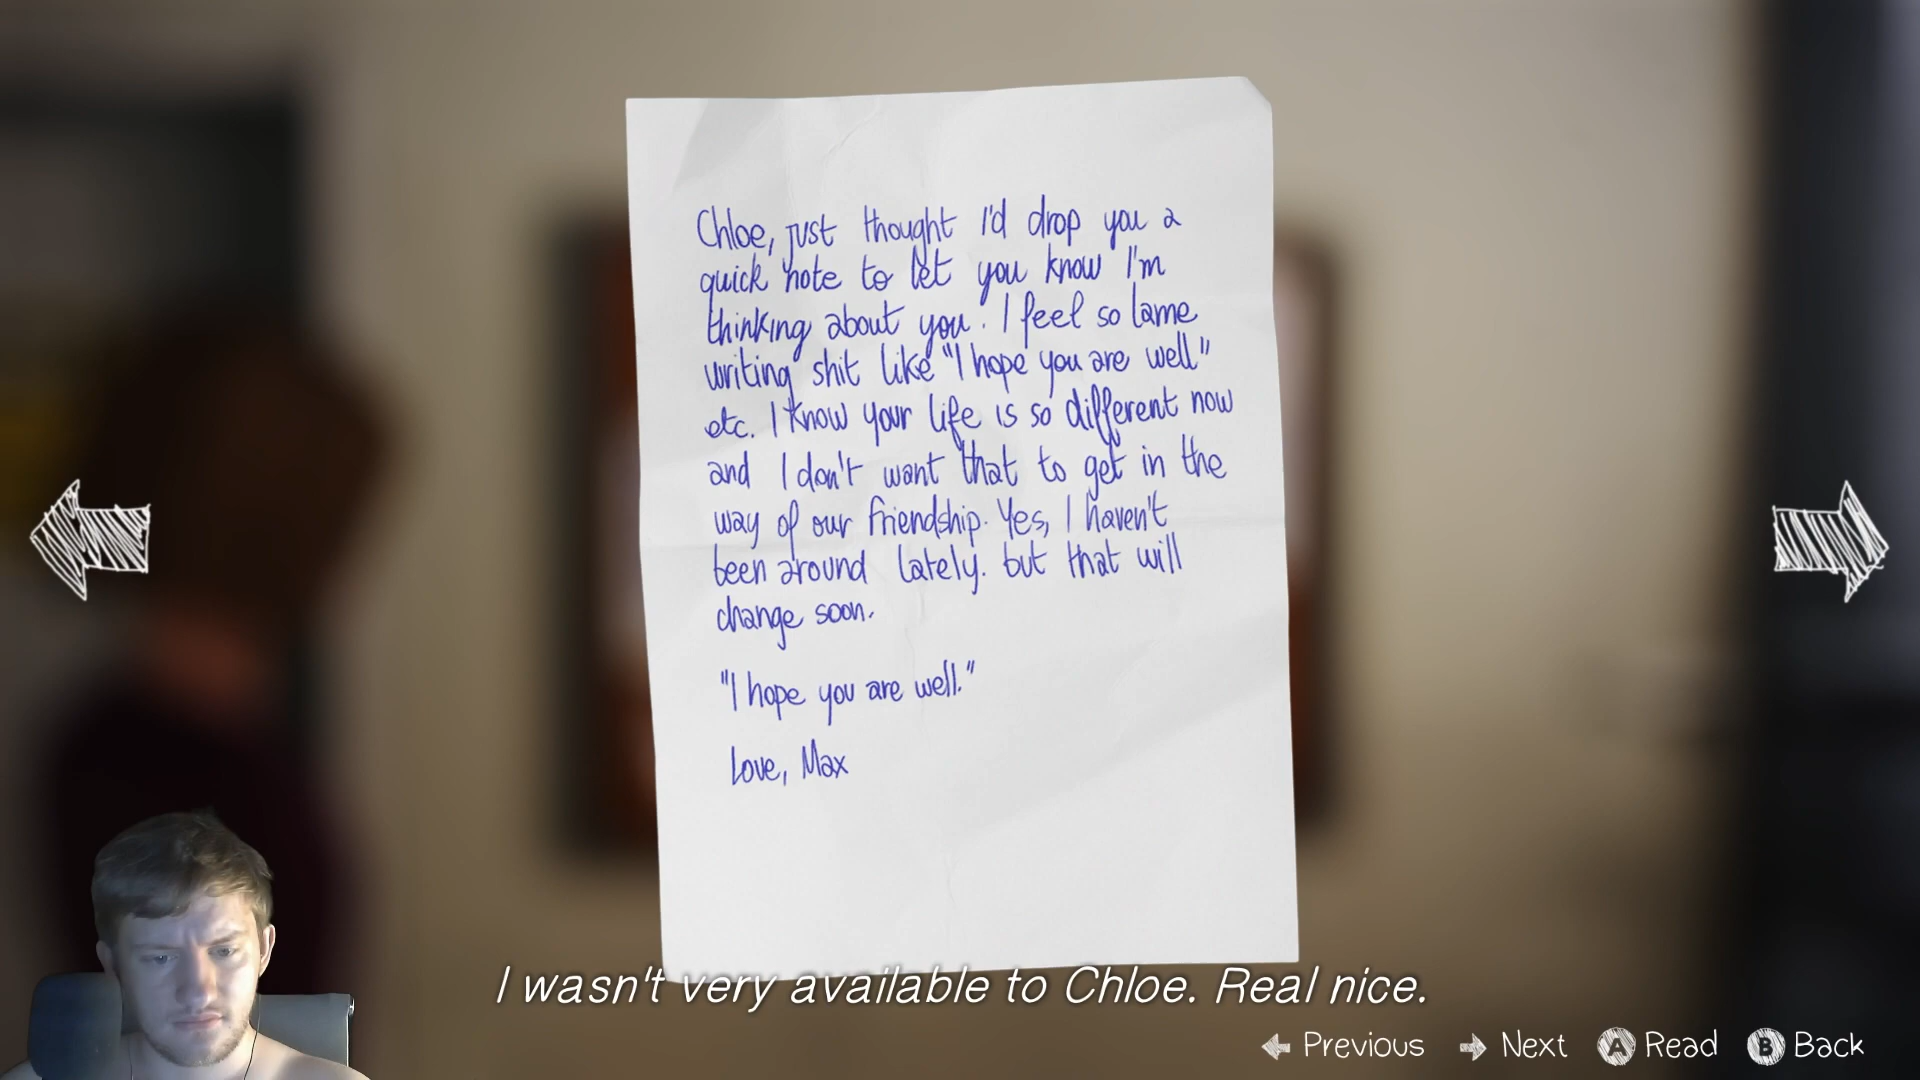 Chloe, just thought I'd drop you a
quick note to let you know I'm
thinking about you. I feel so lame
writing shit like "I hope you are well"
etc. I know your life is so different now
and I don't want that to get in the
way of our friendship. Yes, I haven't
been around lately. but that will
change soon.
"I hope you are well."
Love, Max
I wasn't very available to Chloe. Real nice.
Previous Next A Read B Back